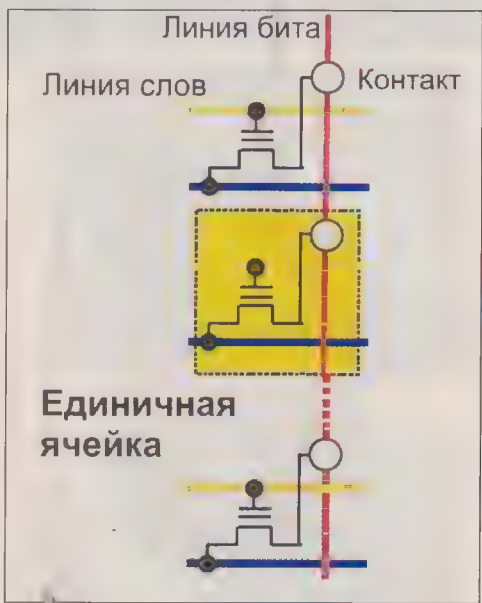 Линия бита
Линия слов
Контакт
Единичная
ячейка